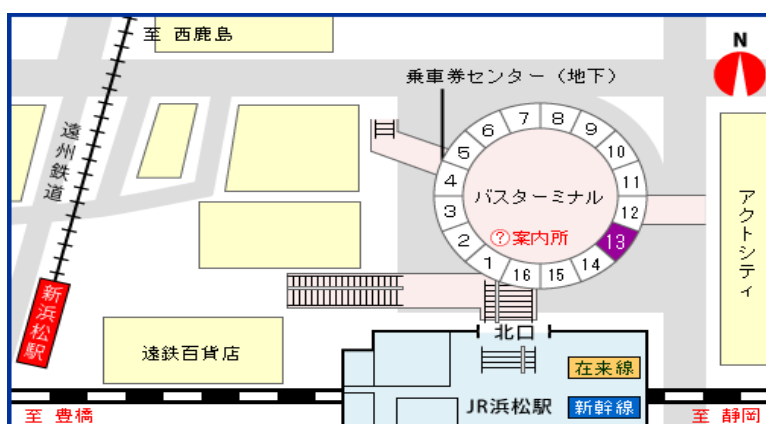 至 西鹿島
N
乗車券センター（地下）
遠州鉄道
7
8
6
9
5
10
4
11
3
12
2
13
1
14
16
15
バスターミナル
?案内所
アクトシティ
新浜松駅
北口
遠鉄百貨店
在来線
JR浜松駅
新幹線
至 豊橋
至 静岡